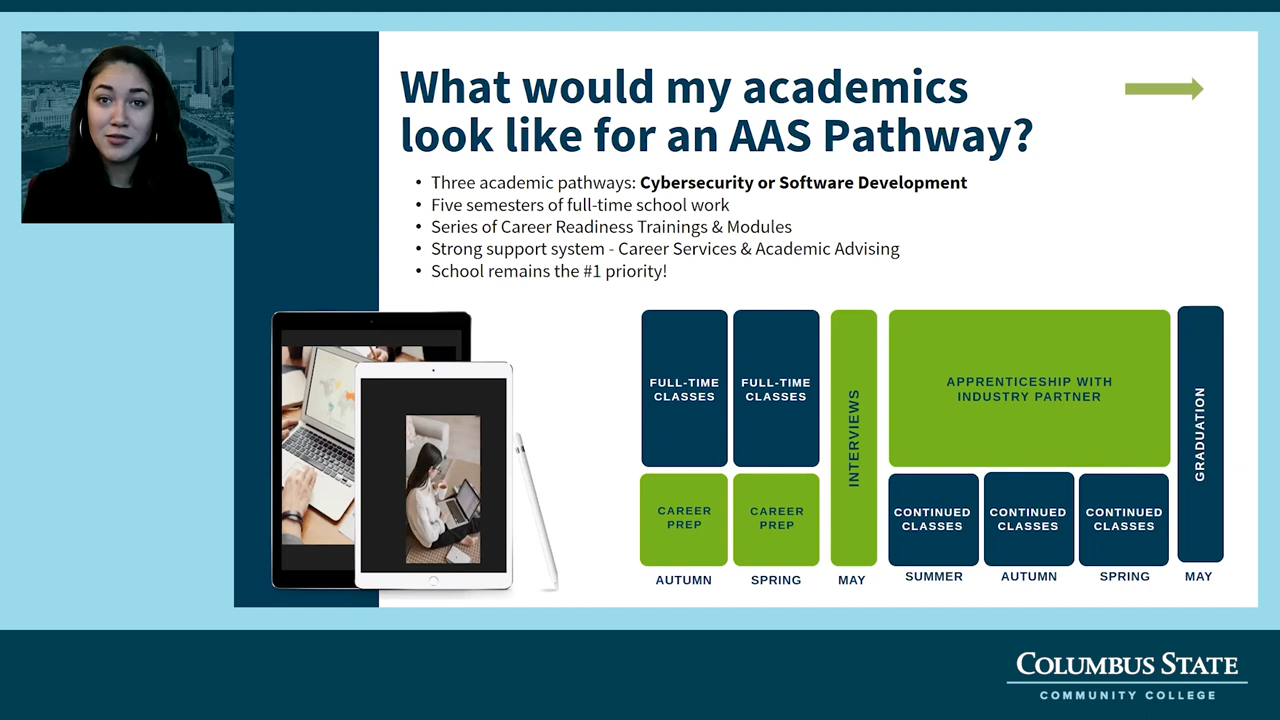 What would my academics
look like for an AAS Pathway?
• Three academic pathways: Cybersecurity or Software Development
• Five semesters of full-time school work
• Series of Career Readiness Trainings & Modules
• Strong support system - Career Services & Academic Advising
• School remains the #1 priority!
FULL-TIME
CLASSES
FULL-TIME
CLASSES
INTERVIEWS
APPRENTICESHIP WITH
INDUSTRY PARTNER
GRADUATION
CAREER
PREP
CAREER
PREP
CONTINUED
CLASSES
CONTINUED
CLASSES
CONTINUED
CLASSES
AUTUMN
SPRING
MAY
SUMMER
AUTUMN
SPRING
MAY
COLUMBUS STATE
COMMUNITY COLLEGE